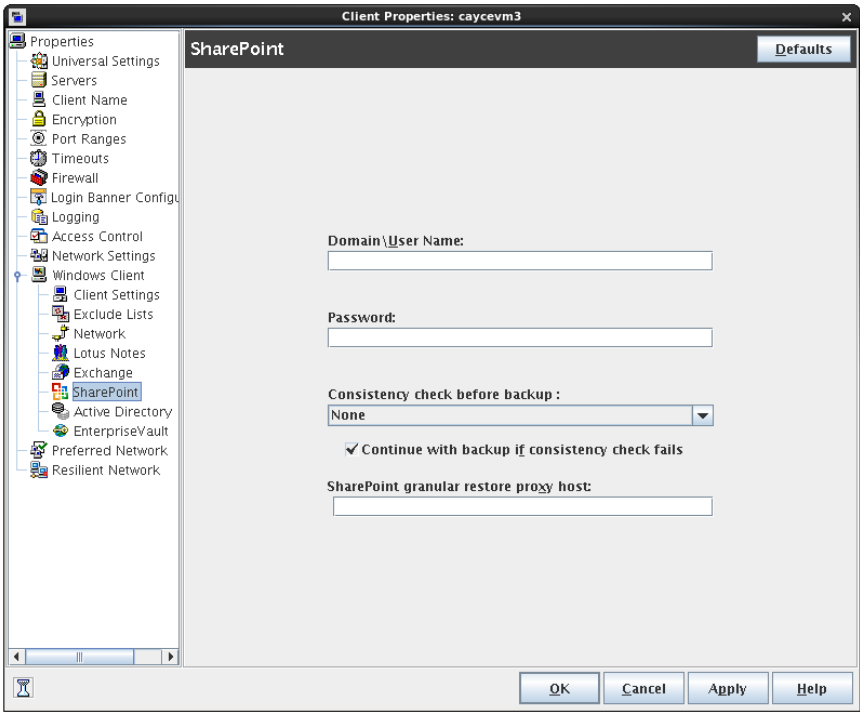 Client Properties: caycevm3
Properties
Universal Settings
Servers
Client Name
Encryption
Port Ranges
Timeouts
Firewall
Login Banner Configu
Logging
Access Control
Network Settings
Windows Client
Client Settings
Exclude Lists
Network
Lotus Notes
Exchange
SharePoint
Active Directory
EnterpriseVault
Preferred Network
Resilient Network
SharePoint
Defaults
Domain\User Name:
Password:
Consistency check before backup :
None
Continue with backup if consistency check fails
SharePoint granular restore proxy host:
OK
Cancel
Apply
Help